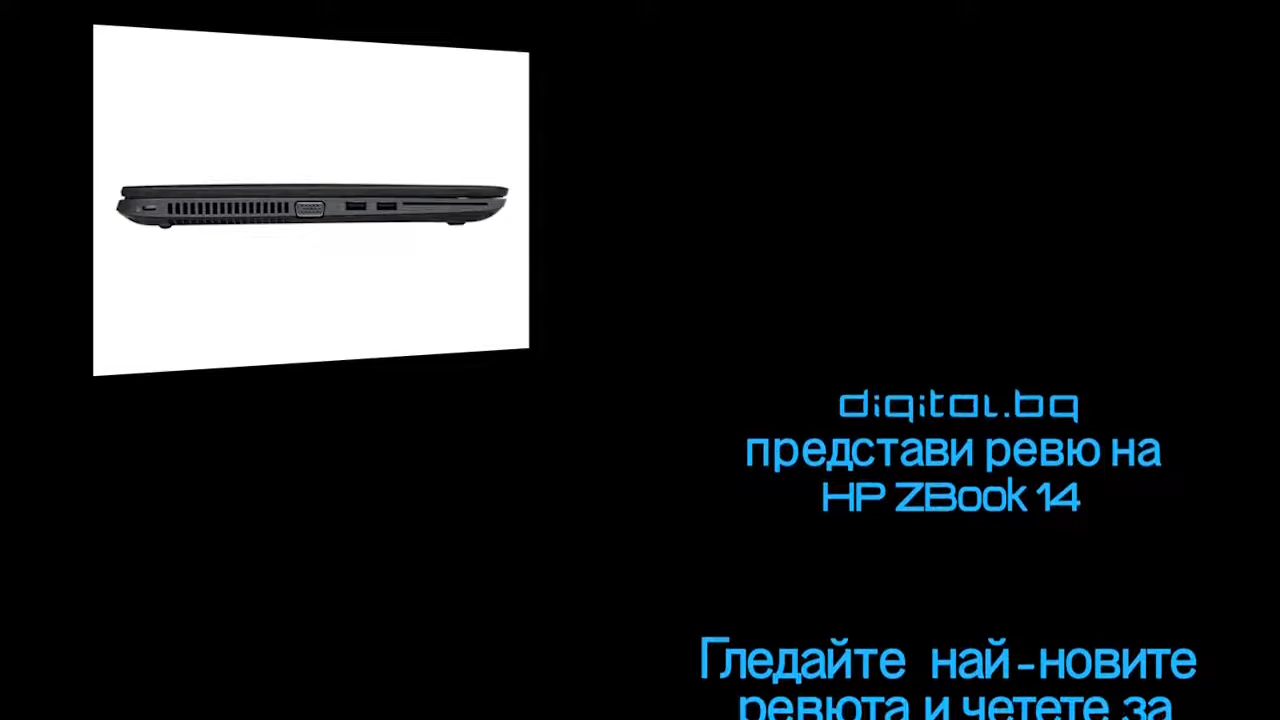 digital.bg
представи ревю на
HP ZBook 14
Гледайте най-новите
ревюта и четете за